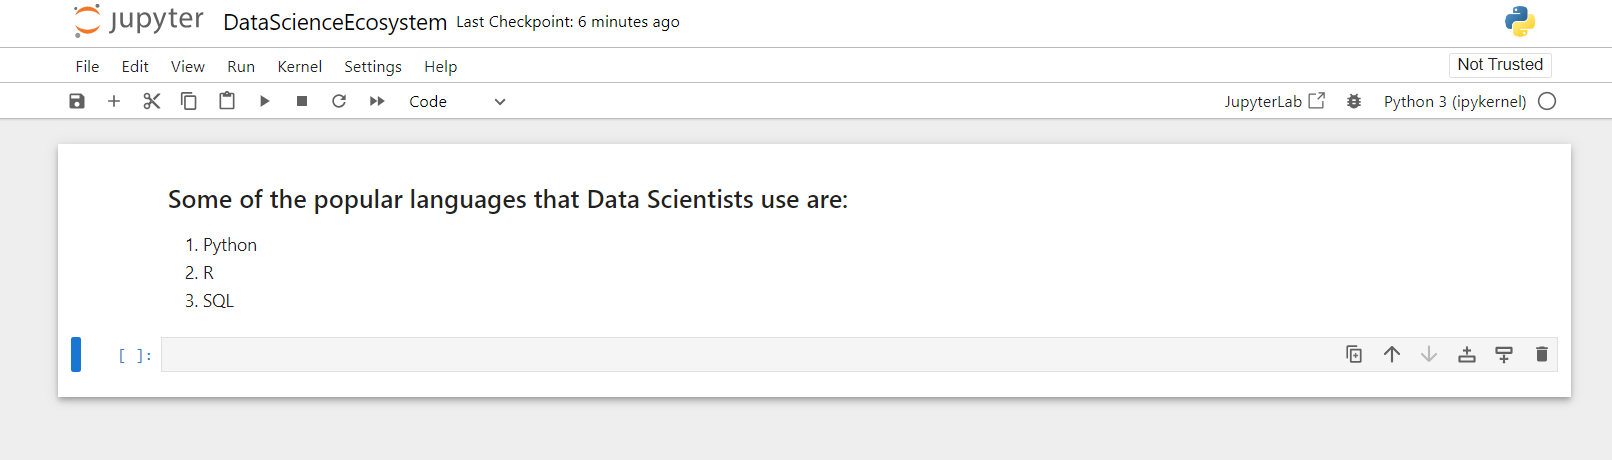 jupyter DataScienceEcosystem Last Checkpoint: 6 minutes ago
File Edit View Run Kernel Settings Help Not Trusted
Code JupyterLab Python 3 (ipykernel)
Some of the popular languages that Data Scientists use are:
1. Python
2. R
3. SQL
[ ]: